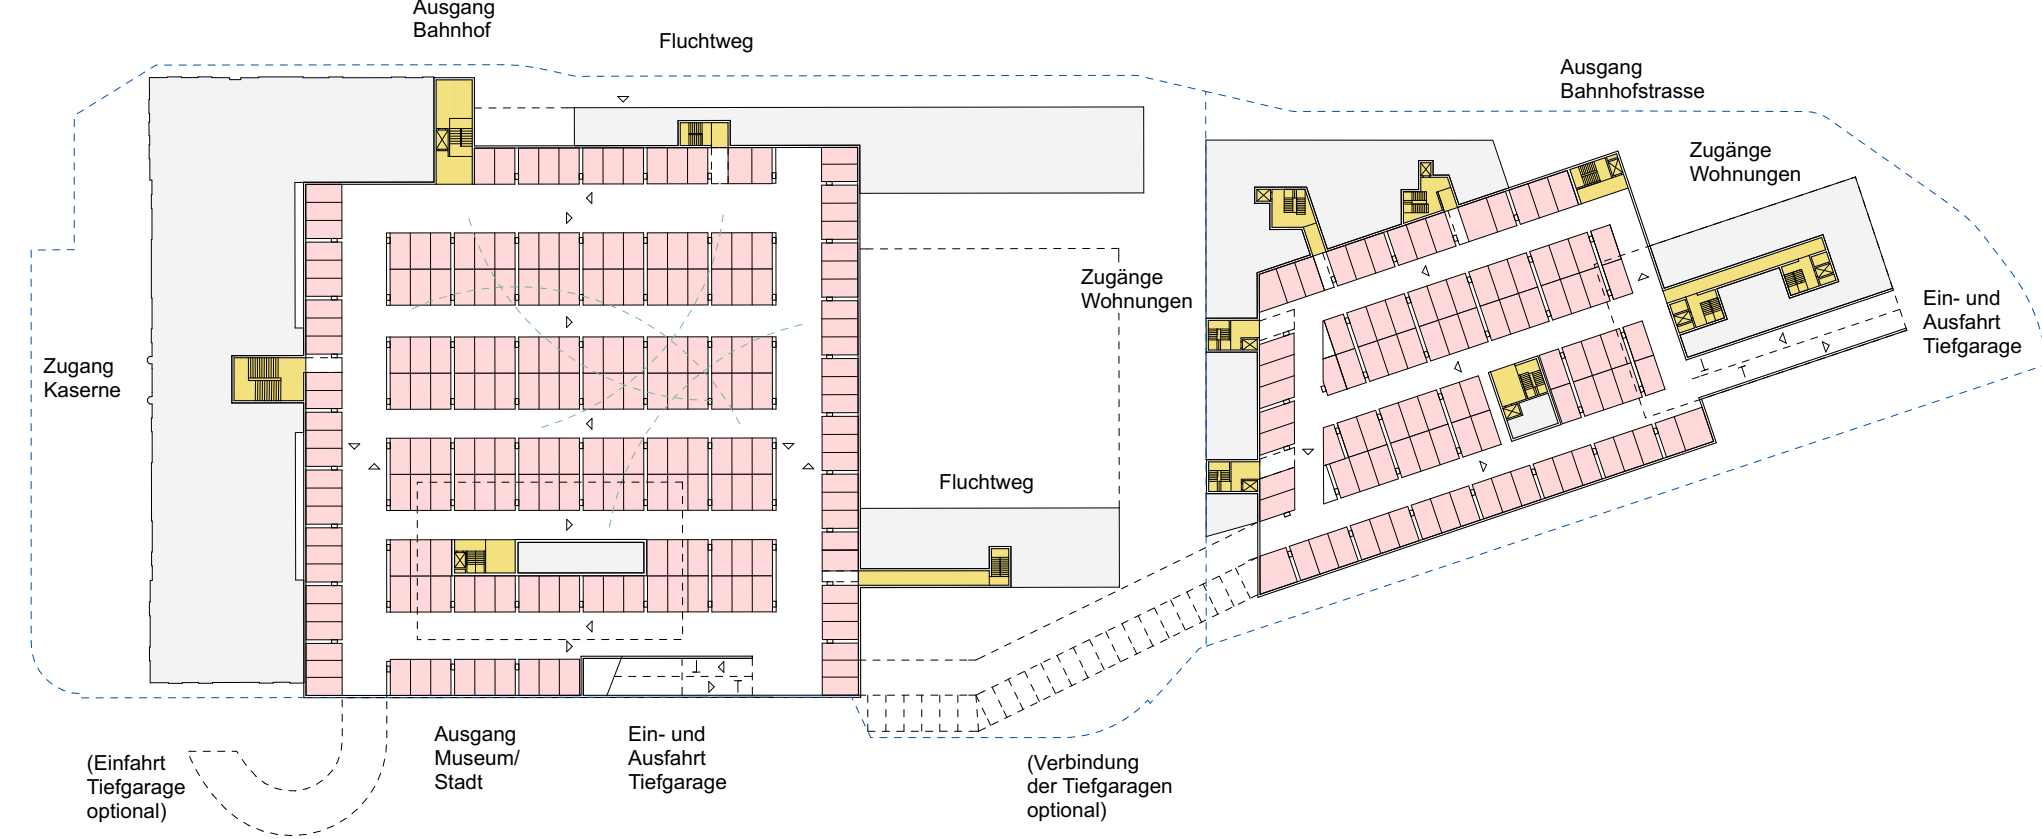 Ausgang
Bahnhof
Fluchtweg
Ausgang
Bahnhofstrasse
Zugänge
Wohnungen
Zugänge
Wohnungen
Ein- und
Ausfahrt
Tiefgarage
Zugang
Kaserne
Fluchtweg
Ausgang
Museum/
Stadt
Ein- und
Ausfahrt
Tiefgarage
(Einfahrt
Tiefgarage
optional)
(Verbindung
der Tiefgaragen
optional)